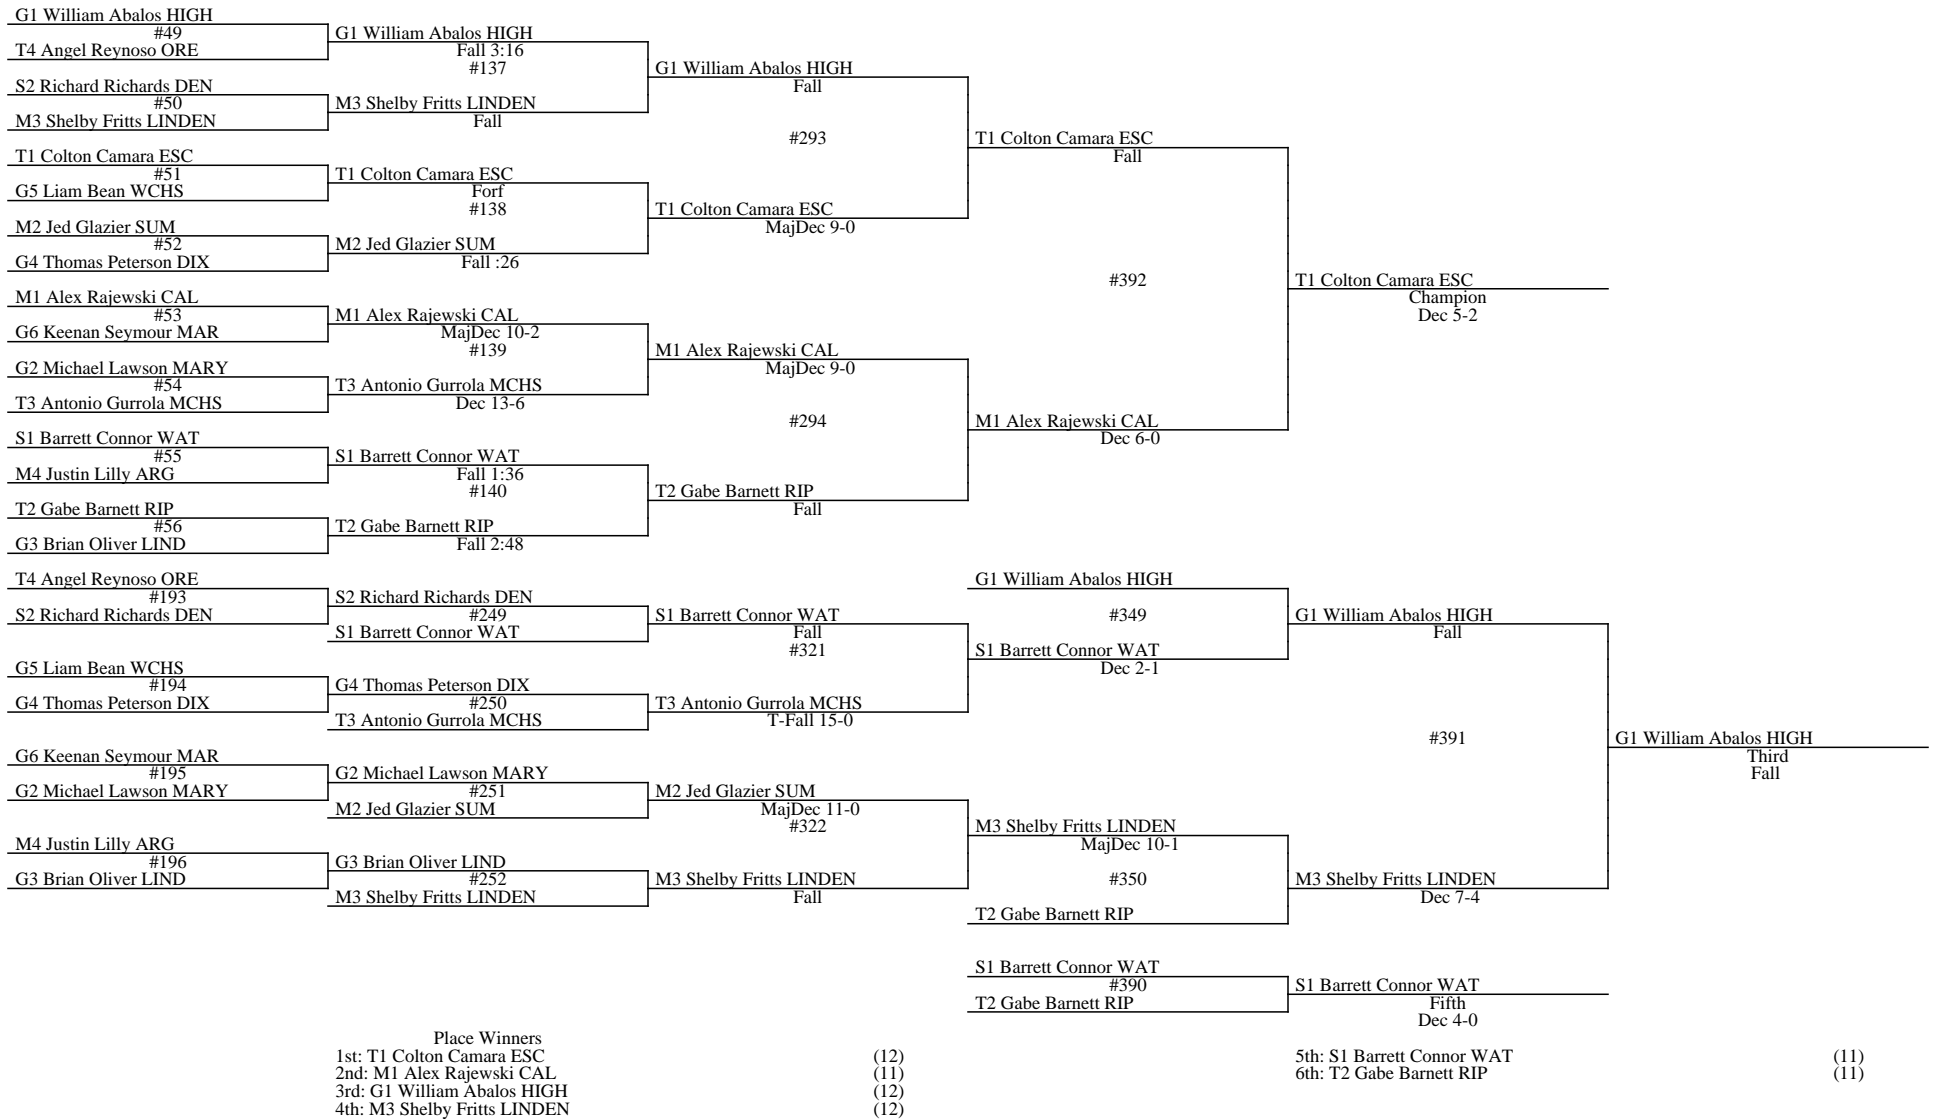 G1 William Abalos HIGH
#49
T4 Angel Reynoso ORE
S2 Richard Richards DEN
#50
M3 Shelby Fritts LINDEN
T1 Colton Camara ESC
#51
G5 Liam Bean WCHS
M2 Jed Glazier SUM
#52
G4 Thomas Peterson DIX
M1 Alex Rajewski CAL
#53
G6 Keenan Seymour MAR
G2 Michael Lawson MARY
#54
T3 Antonio Gurrola MCHS
S1 Barrett Connor WAT
#55
M4 Justin Lilly ARG
T2 Gabe Barnett RIP
#56
G3 Brian Oliver LIND
G1 William Abalos HIGH
Fall 3:16
#137
M3 Shelby Fritts LINDEN
Fall
T1 Colton Camara ESC
Forf
#138
M2 Jed Glazier SUM
Fall :26
M1 Alex Rajewski CAL
MajDec 10-2
#139
T3 Antonio Gurrola MCHS
Dec 13-6
S1 Barrett Connor WAT
Fall 1:36
#140
T2 Gabe Barnett RIP
Fall 2:48
G1 William Abalos HIGH
Fall
#293
T1 Colton Camara ESC
MajDec 9-0
M1 Alex Rajewski CAL
MajDec 9-0
#294
T2 Gabe Barnett RIP
Fall
T1 Colton Camara ESC
Fall
#392
M1 Alex Rajewski CAL
Dec 6-0
T1 Colton Camara ESC
Champion
Dec 5-2
T4 Angel Reynoso ORE
#193
S2 Richard Richards DEN
G5 Liam Bean WCHS
#194
G4 Thomas Peterson DIX
G6 Keenan Seymour MAR
#195
G2 Michael Lawson MARY
M4 Justin Lilly ARG
#196
G3 Brian Oliver LIND
S2 Richard Richards DEN
#249
S1 Barrett Connor WAT
G4 Thomas Peterson DIX
#250
T3 Antonio Gurrola MCHS
G2 Michael Lawson MARY
#251
M2 Jed Glazier SUM
G3 Brian Oliver LIND
#252
M3 Shelby Fritts LINDEN
S1 Barrett Connor WAT
Fall
#321
T3 Antonio Gurrola MCHS
T-Fall 15-0
M2 Jed Glazier SUM
MajDec 11-0
#322
M3 Shelby Fritts LINDEN
Fall
G1 William Abalos HIGH
#349
S1 Barrett Connor WAT
Dec 2-1
M3 Shelby Fritts LINDEN
MajDec 10-1
#350
T2 Gabe Barnett RIP
G1 William Abalos HIGH
Fall
#391
M3 Shelby Fritts LINDEN
Dec 7-4
G1 William Abalos HIGH
Third
Fall
S1 Barrett Connor WAT
#390
T2 Gabe Barnett RIP
S1 Barrett Connor WAT
Fifth
Dec 4-0
Place Winners
1st: T1 Colton Camara ESC (12)
2nd: M1 Alex Rajewski CAL (11)
3rd: G1 William Abalos HIGH (12)
4th: M3 Shelby Fritts LINDEN (12)
5th: S1 Barrett Connor WAT (11)
6th: T2 Gabe Barnett RIP (11)